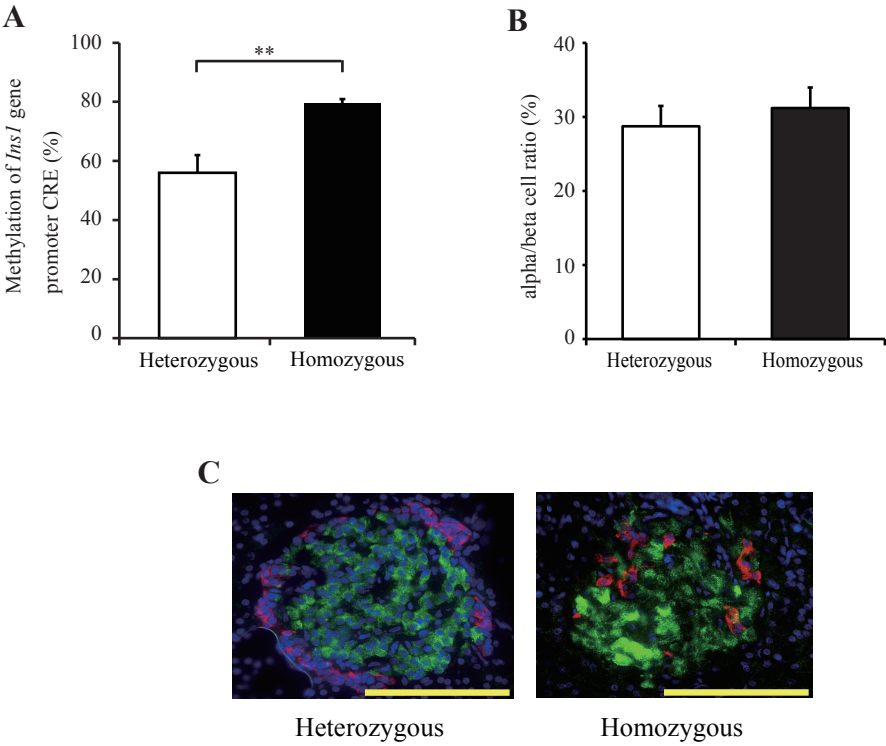 A
Methylation of Ins1 gene
promoter CRE (%)
100
80
60
40
20
0
**
Heterozygous
Homozygous
B
alpha/beta cell ratio (%)
40
30
20
10
0
Heterozygous
Homozygous
C
Heterozygous
Homozygous